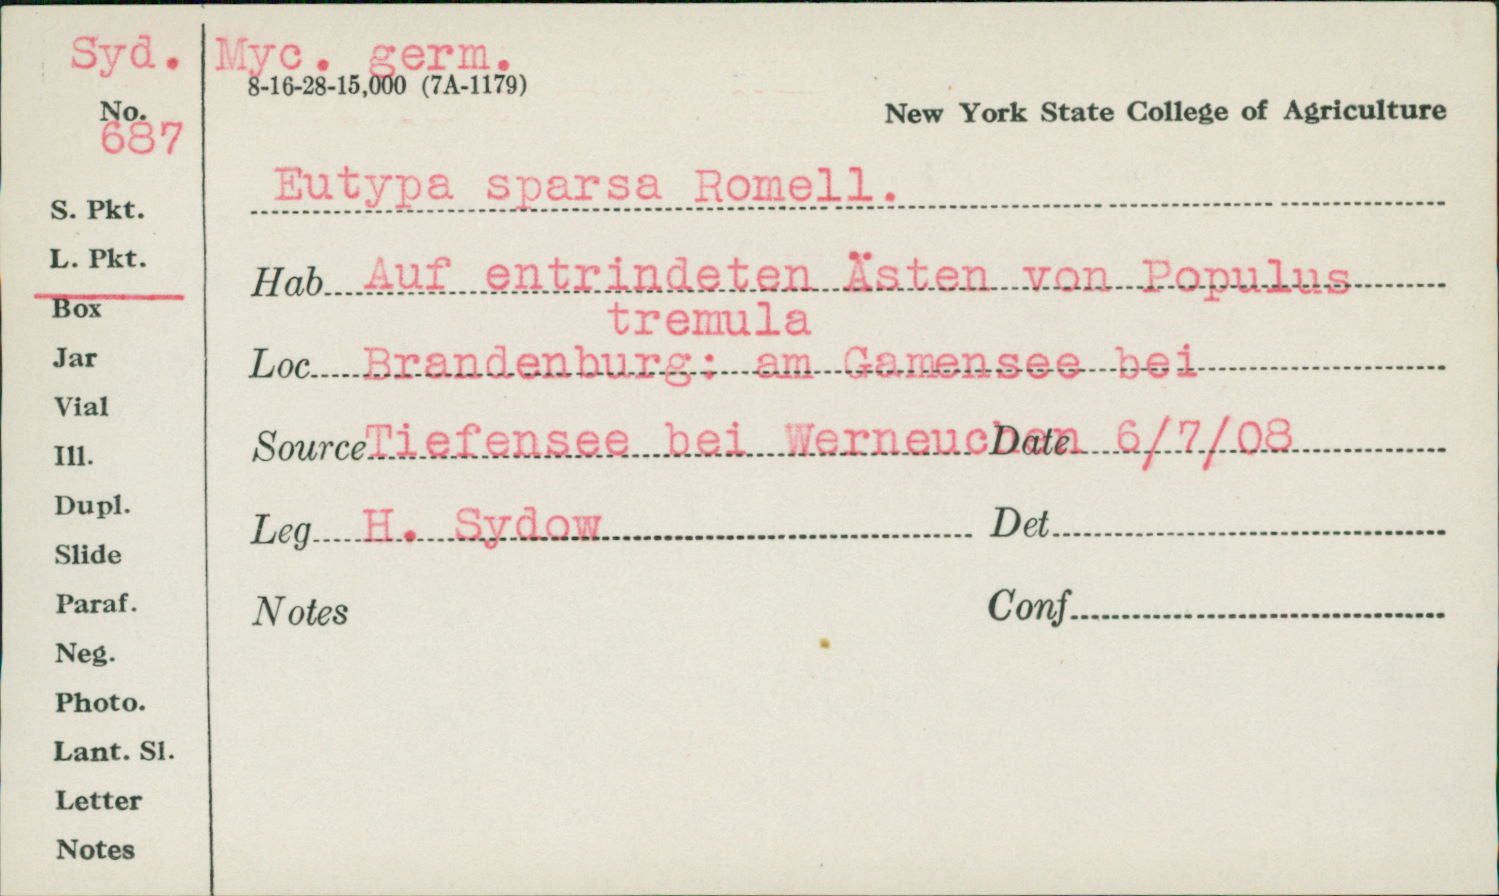 Syd. Myc. germ.
8-16-28-15,000 (7A-1179)
No.
687
New York State College of Agriculture
Eutypa sparsa Romell.
S. Pkt.
L. Pkt.
Box
Jar
Vial
Ill.
Dupl.
Slide
Paraf.
Neg.
Photo.
Lant. Sl.
Letter
Notes
Hab Auf entrindeten Ästen von Populus
tremula
Loc Brandenburg: am Gamensee bei
Source Tiefensee bei Werneuchen Date 6/7/08
Leg H. Sydow Det
Notes Conf